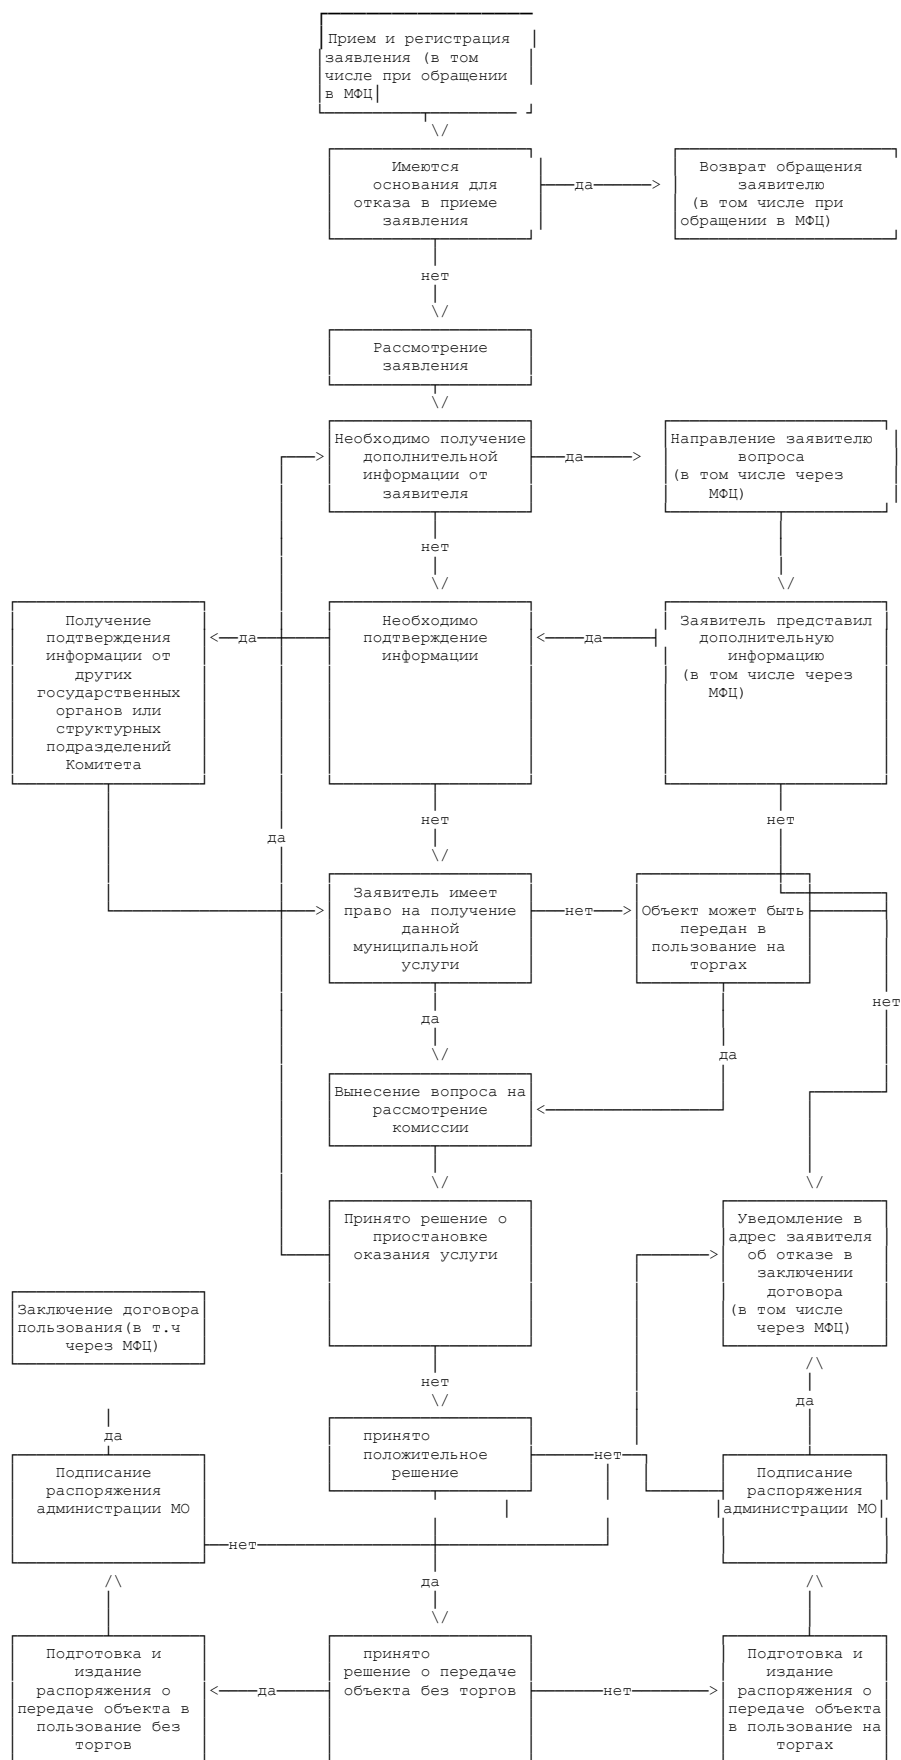 Прием и регистрация
заявления (в том
числе при обращении
в МФЦ
Имеются
основания для
отказа в приеме
заявления
да
Возврат обращения
заявителю
(в том числе при
обращении в МФЦ)
нет
Рассмотрение
заявления
Необходимо получение
дополнительной
информации от
заявителя
да
Направление заявителю
вопроса
(в том числе через
МФЦ)
нет
Получение
подтверждения
информации от
других
государственных
органов или
структурных
подразделений
Комитета
да
Необходимо
подтверждение
информации
да
Заявитель представил
дополнительную
информацию
(в том числе через
МФЦ)
нет
нет
да
Заявитель имеет
право на получение
данной
муниципальной
услуги
нет
Объект может быть
передан в
пользование на
торгах
нет
да
да
Вынесение вопроса на
рассмотрение
комиссии
Принято решение о
приостановке
оказания услуги
Уведомление в
адрес заявителя
об отказе в
заключении
договора
(в том числе
через МФЦ)
Заключение договора
пользования(в т.ч
через МФЦ)
нет
да
да
принято
положительное
решение
нет
Подписание
распоряжения
администрации МО
Подписание
распоряжения
администрации МО
нет
да
Подготовка и
издание
распоряжения о
передаче объекта в
пользование без
торгов
да
принято
решение о передаче
объекта без торгов
нет
Подготовка и
издание
распоряжения о
передаче объекта
в пользование на
торгах